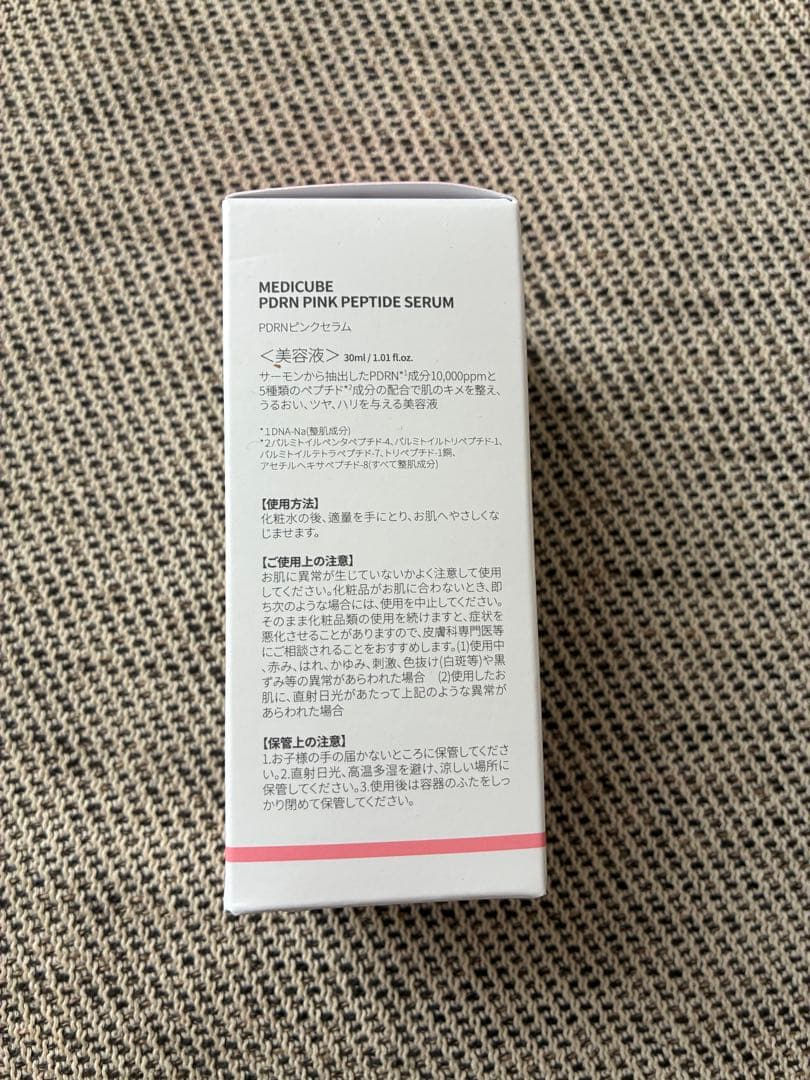 MEDICUBE
PDRN PINK PEPTIDE SERUM
PDRNピンクセラム
＜美容液＞ 30ml / 1.01 fl.oz.
サーモンから抽出したPDRN*¹成分10,000ppmと
5種類のペプチド*²成分の配合で肌のキメを整え、
うるおい、ツヤ、ハリを与える美容液
*１DNA-Na(整肌成分)
*２パルミトイルペンタペプチド-4、パルミトイルトリペプチド-1、
パルミトイルテトラペプチド-7、トリペプチド-1銅、
アセチルヘキサペプチド-8(すべて整肌成分)
【使用方法】
化粧水の後、適量を手にとり、お肌へやさしくな
じませます。
【ご使用上の注意】
お肌に異常が生じていないかよく注意して使用
してください。化粧品がお肌に合わないとき、即
ち次のような場合には、使用を中止してください。
そのまま化粧品類の使用を続けますと、症状を
悪化させることがありますので、皮膚科専門医等
にご相談されることをおすすめします。(1)使用中
、赤み、はれ、かゆみ、刺激、色抜け(白斑等)や黒
ずみ等の異常があらわれた場合　(2)使用したお
肌に、直射日光があたって上記のような異常が
あらわれた場合
【保管上の注意】
1.お子様の手の届かないところに保管してくださ
い。2.直射日光、高温多湿を避け、涼しい場所に
保管してください。3.使用後は容器のふたをしっ
かり閉めて保管してください。